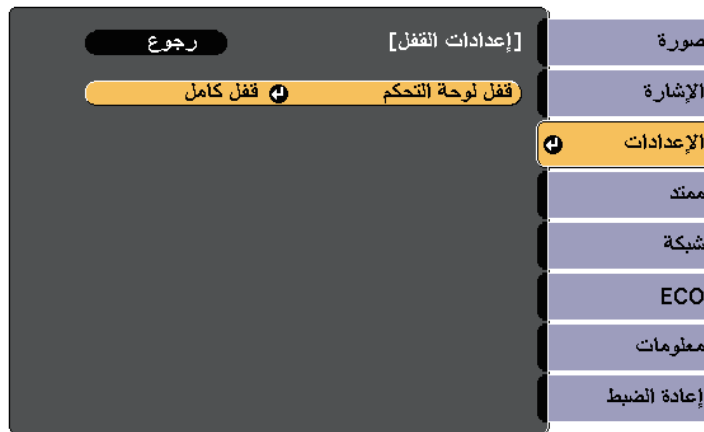 صورة
الإشارة
الإعدادات
ممتد
شبكة
ECO
معلومات
إعادة الضبط
[إعدادات القفل]
رجوع
قفل لوحة التحكم
قفل كامل